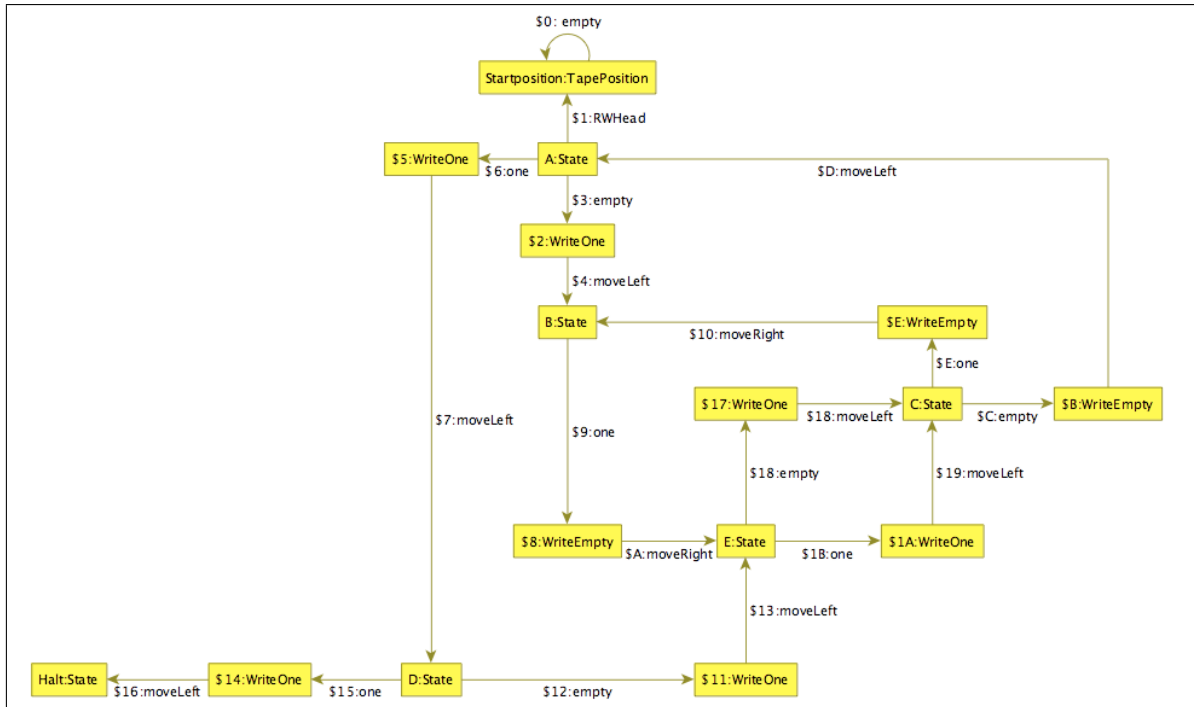 $0: empty
Startposition:TapePosition
$1:RWHead
$5:WriteOne
$6:one
A:State
$D:moveLeft
$3:empty
$2:WriteOne
$4:moveLeft
B:State
$10:moveRight
$E:WriteEmpty
$E:one
$17:WriteOne
$18:moveLeft
C:State
$C:empty
$B:WriteEmpty
$7:moveLeft
$9:one
$18:empty
$19:moveLeft
$8:WriteEmpty
$A:moveRight
E:State
$1B:one
$1A:WriteOne
$13:moveLeft
Halt:State
$16:moveLeft
$14:WriteOne
$15:one
D:State
$12:empty
$11:WriteOne